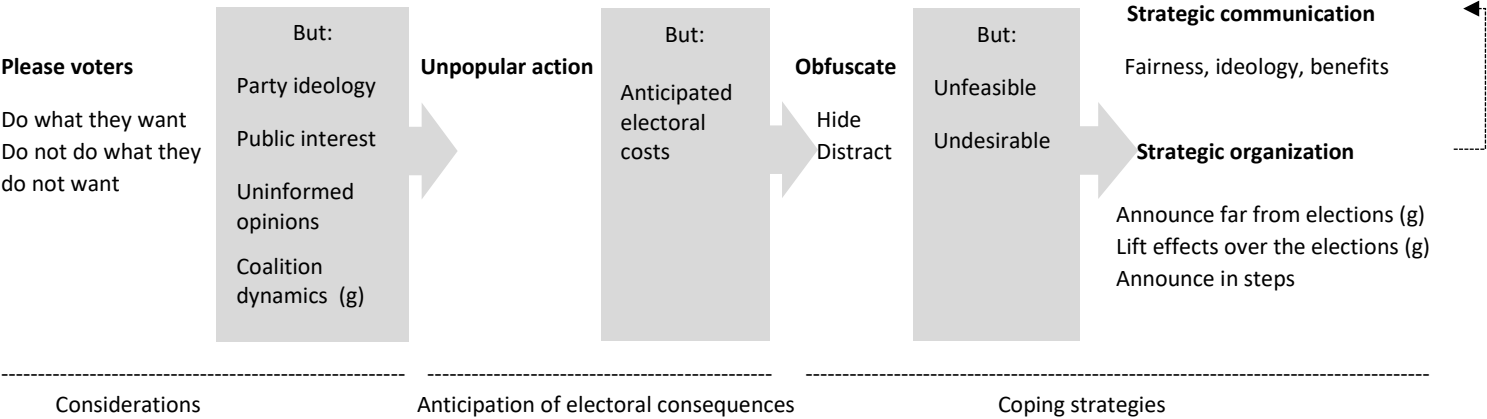 Please voters
Do what they want
Do not do what they
do not want
But:
Party ideology
Public interest
Uninformed
opinions
Coalition
dynamics (g)
Unpopular action
But:
Anticipated
electoral
costs
Obfuscate
Hide
Distract
But:
Unfeasible
Undesirable
Strategic communication
Fairness, ideology, benefits
Strategic organization
Announce far from elections (g)
Lift effects over the elections (g)
Announce in steps
Considerations
Anticipation of electoral consequences
Coping strategies